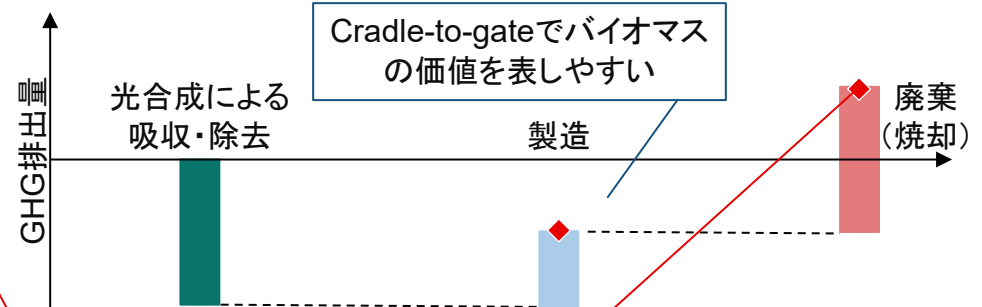 Cradle-to-gateでバイオマス
の価値を表しやすい
GHG排出量
光合成による
吸収・除去
製造
廃棄
（焼却）